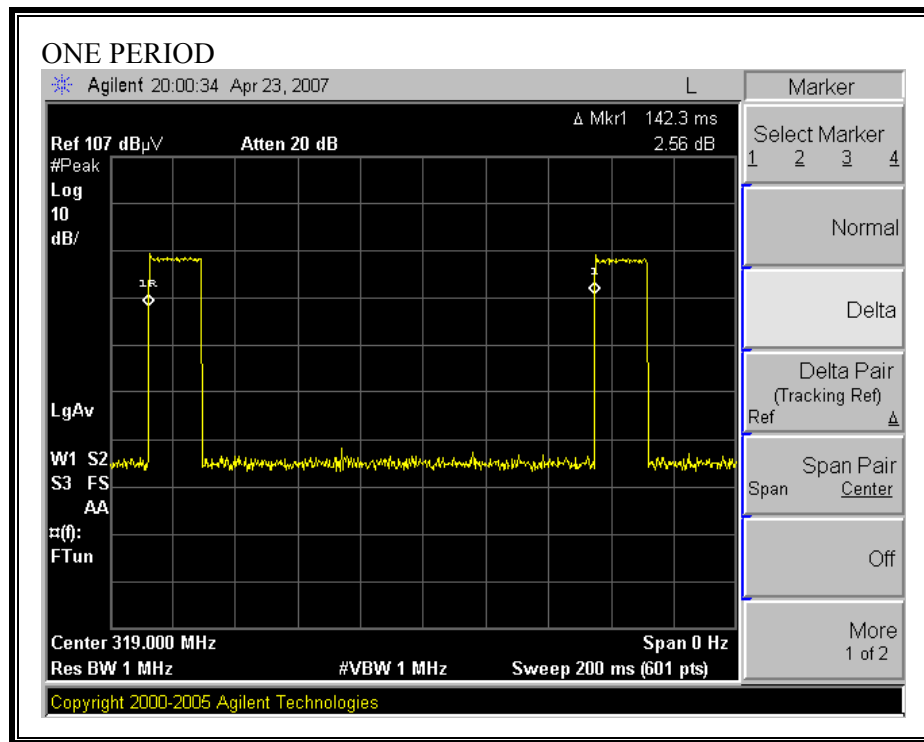 ONE PERIOD
Agilent 20:00:34 Apr 23, 2007 L
Marker
Δ Mkr1 142.3 ms
Ref 107 dBµV Atten 20 dB 2.56 dB
#Peak
Log
10
dB/
1R
1
LgAv
W1 S2
S3 FS
AA
¤(f):
FTun
Center 319.000 MHz Span 0 Hz
Res BW 1 MHz #VBW 1 MHz Sweep 200 ms (601 pts)
Copyright 2000-2005 Agilent Technologies
Select Marker
1 2 3 4
Normal
Delta
Delta Pair
(Tracking Ref)
Ref Δ
Span Pair
Span Center
Off
More
1 of 2